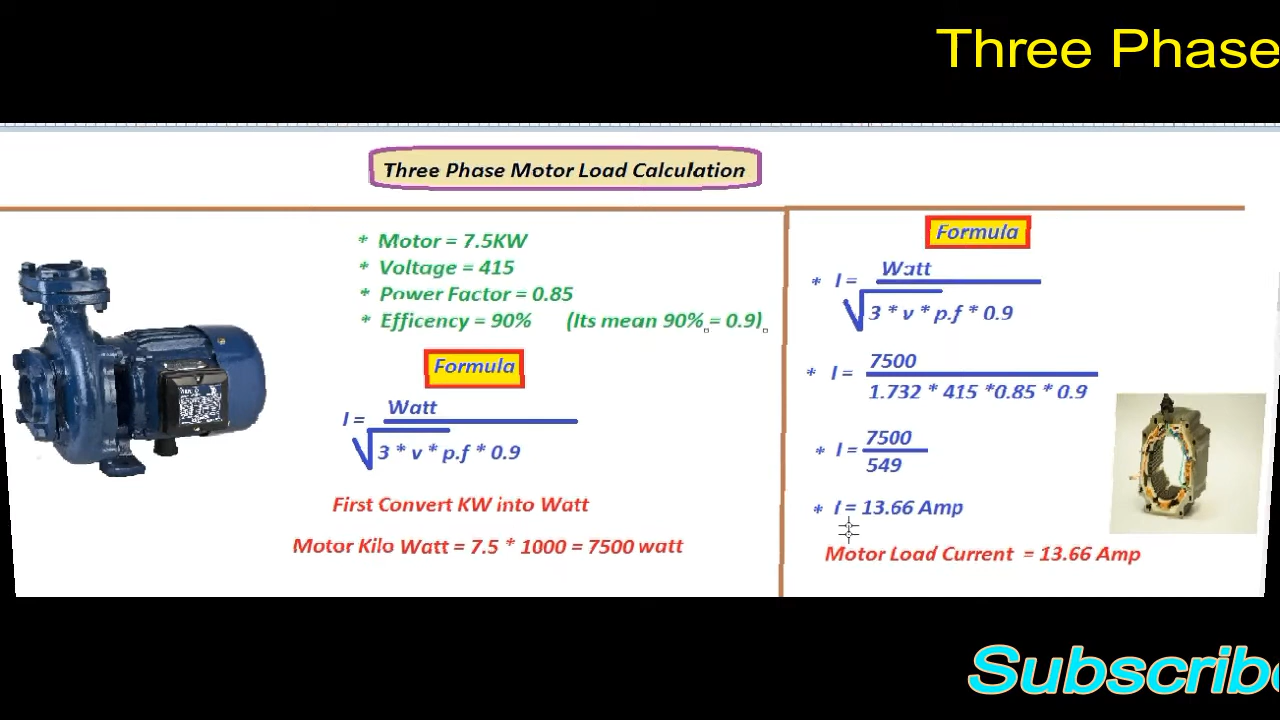 Three Phase
Three Phase Motor Load Calculation
* Motor = 7.5KW
* Voltage = 415
* Power Factor = 0.85
* Efficency = 90% (Its mean 90% = 0.9)
Formula
I = Watt
√3 * v * p.f * 0.9
First Convert KW into Watt
Motor Kilo Watt = 7.5 * 1000 = 7500 watt
Formula
* I = Watt
√3 * v * p.f * 0.9
* I = 7500
1.732 * 415 *0.85 * 0.9
* I = 7500
549
* I = 13.66 Amp
Motor Load Current = 13.66 Amp
Subscribe